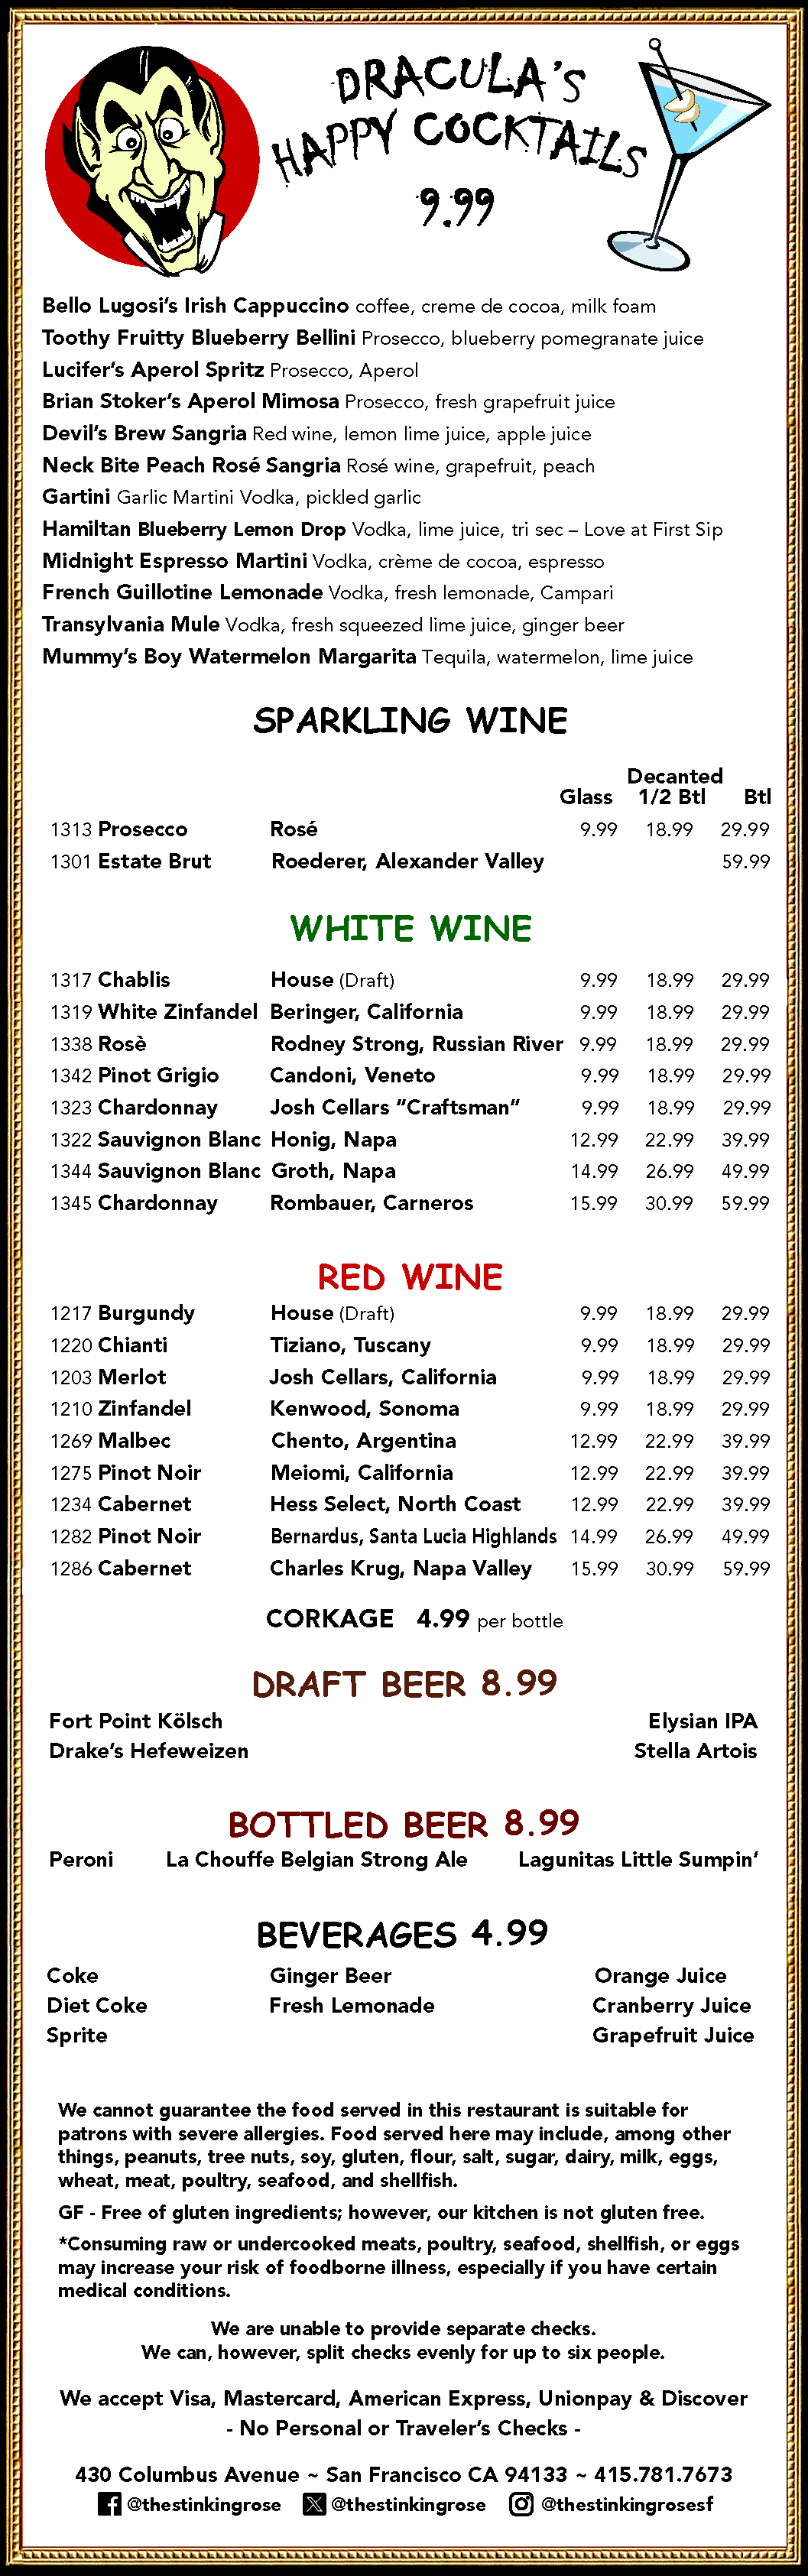 DRACULA'S
HAPPY COCKTAILS
9.99
Bello Lugosi's Irish Cappuccino coffee, creme de cocoa, milk foam
Toothy Fruitty Blueberry Bellini Prosecco, blueberry pomegranate juice
Lucifer's Aperol Spritz Prosecco, Aperol
Brian Stoker's Aperol Mimosa Prosecco, fresh grapefruit juice
Devil's Brew Sangria Red wine, lemon lime juice, apple juice
Neck Bite Peach Rosé Sangria Rosé wine, grapefruit, peach
Gartini Garlic Martini Vodka, pickled garlic
Hamiltan Blueberry Lemon Drop Vodka, lime juice, tri sec – Love at First Sip
Midnight Espresso Martini Vodka, crème de cocoa, espresso
French Guillotine Lemonade Vodka, fresh lemonade, Campari
Transylvania Mule Vodka, fresh squeezed lime juice, ginger beer
Mummy's Boy Watermelon Margarita Tequila, watermelon, lime juice
SPARKLING WINE
Decanted
Glass 1/2 Btl Btl
1313 Prosecco Rosé 9.99 18.99 29.99
1301 Estate Brut Roederer, Alexander Valley 59.99
WHITE WINE
1317 Chablis House (Draft) 9.99 18.99 29.99
1319 White Zinfandel Beringer, California 9.99 18.99 29.99
1338 Rosè Rodney Strong, Russian River 9.99 18.99 29.99
1342 Pinot Grigio Candoni, Veneto 9.99 18.99 29.99
1323 Chardonnay Josh Cellars "Craftsman" 9.99 18.99 29.99
1322 Sauvignon Blanc Honig, Napa 12.99 22.99 39.99
1344 Sauvignon Blanc Groth, Napa 14.99 26.99 49.99
1345 Chardonnay Rombauer, Carneros 15.99 30.99 59.99
RED WINE
1217 Burgundy House (Draft) 9.99 18.99 29.99
1220 Chianti Tiziano, Tuscany 9.99 18.99 29.99
1203 Merlot Josh Cellars, California 9.99 18.99 29.99
1210 Zinfandel Kenwood, Sonoma 9.99 18.99 29.99
1269 Malbec Chento, Argentina 12.99 22.99 39.99
1275 Pinot Noir Meiomi, California 12.99 22.99 39.99
1234 Cabernet Hess Select, North Coast 12.99 22.99 39.99
1282 Pinot Noir Bernardus, Santa Lucia Highlands 14.99 26.99 49.99
1286 Cabernet Charles Krug, Napa Valley 15.99 30.99 59.99
CORKAGE 4.99 per bottle
DRAFT BEER 8.99
Fort Point Kölsch Elysian IPA
Drake's Hefeweizen Stella Artois
BOTTLED BEER 8.99
Peroni La Chouffe Belgian Strong Ale Lagunitas Little Sumpin'
BEVERAGES 4.99
Coke Ginger Beer Orange Juice
Diet Coke Fresh Lemonade Cranberry Juice
Sprite Grapefruit Juice
We cannot guarantee the food served in this restaurant is suitable for
patrons with severe allergies. Food served here may include, among other
things, peanuts, tree nuts, soy, gluten, flour, salt, sugar, dairy, milk, eggs,
wheat, meat, poultry, seafood, and shellfish.
GF - Free of gluten ingredients; however, our kitchen is not gluten free.
*Consuming raw or undercooked meats, poultry, seafood, shellfish, or eggs
may increase your risk of foodborne illness, especially if you have certain
medical conditions.
We are unable to provide separate checks.
We can, however, split checks evenly for up to six people.
We accept Visa, Mastercard, American Express, Unionpay & Discover
- No Personal or Traveler's Checks -
430 Columbus Avenue ~ San Francisco CA 94133 ~ 415.781.7673
@thestinkingrose @thestinkingrose @thestinkingrosesf